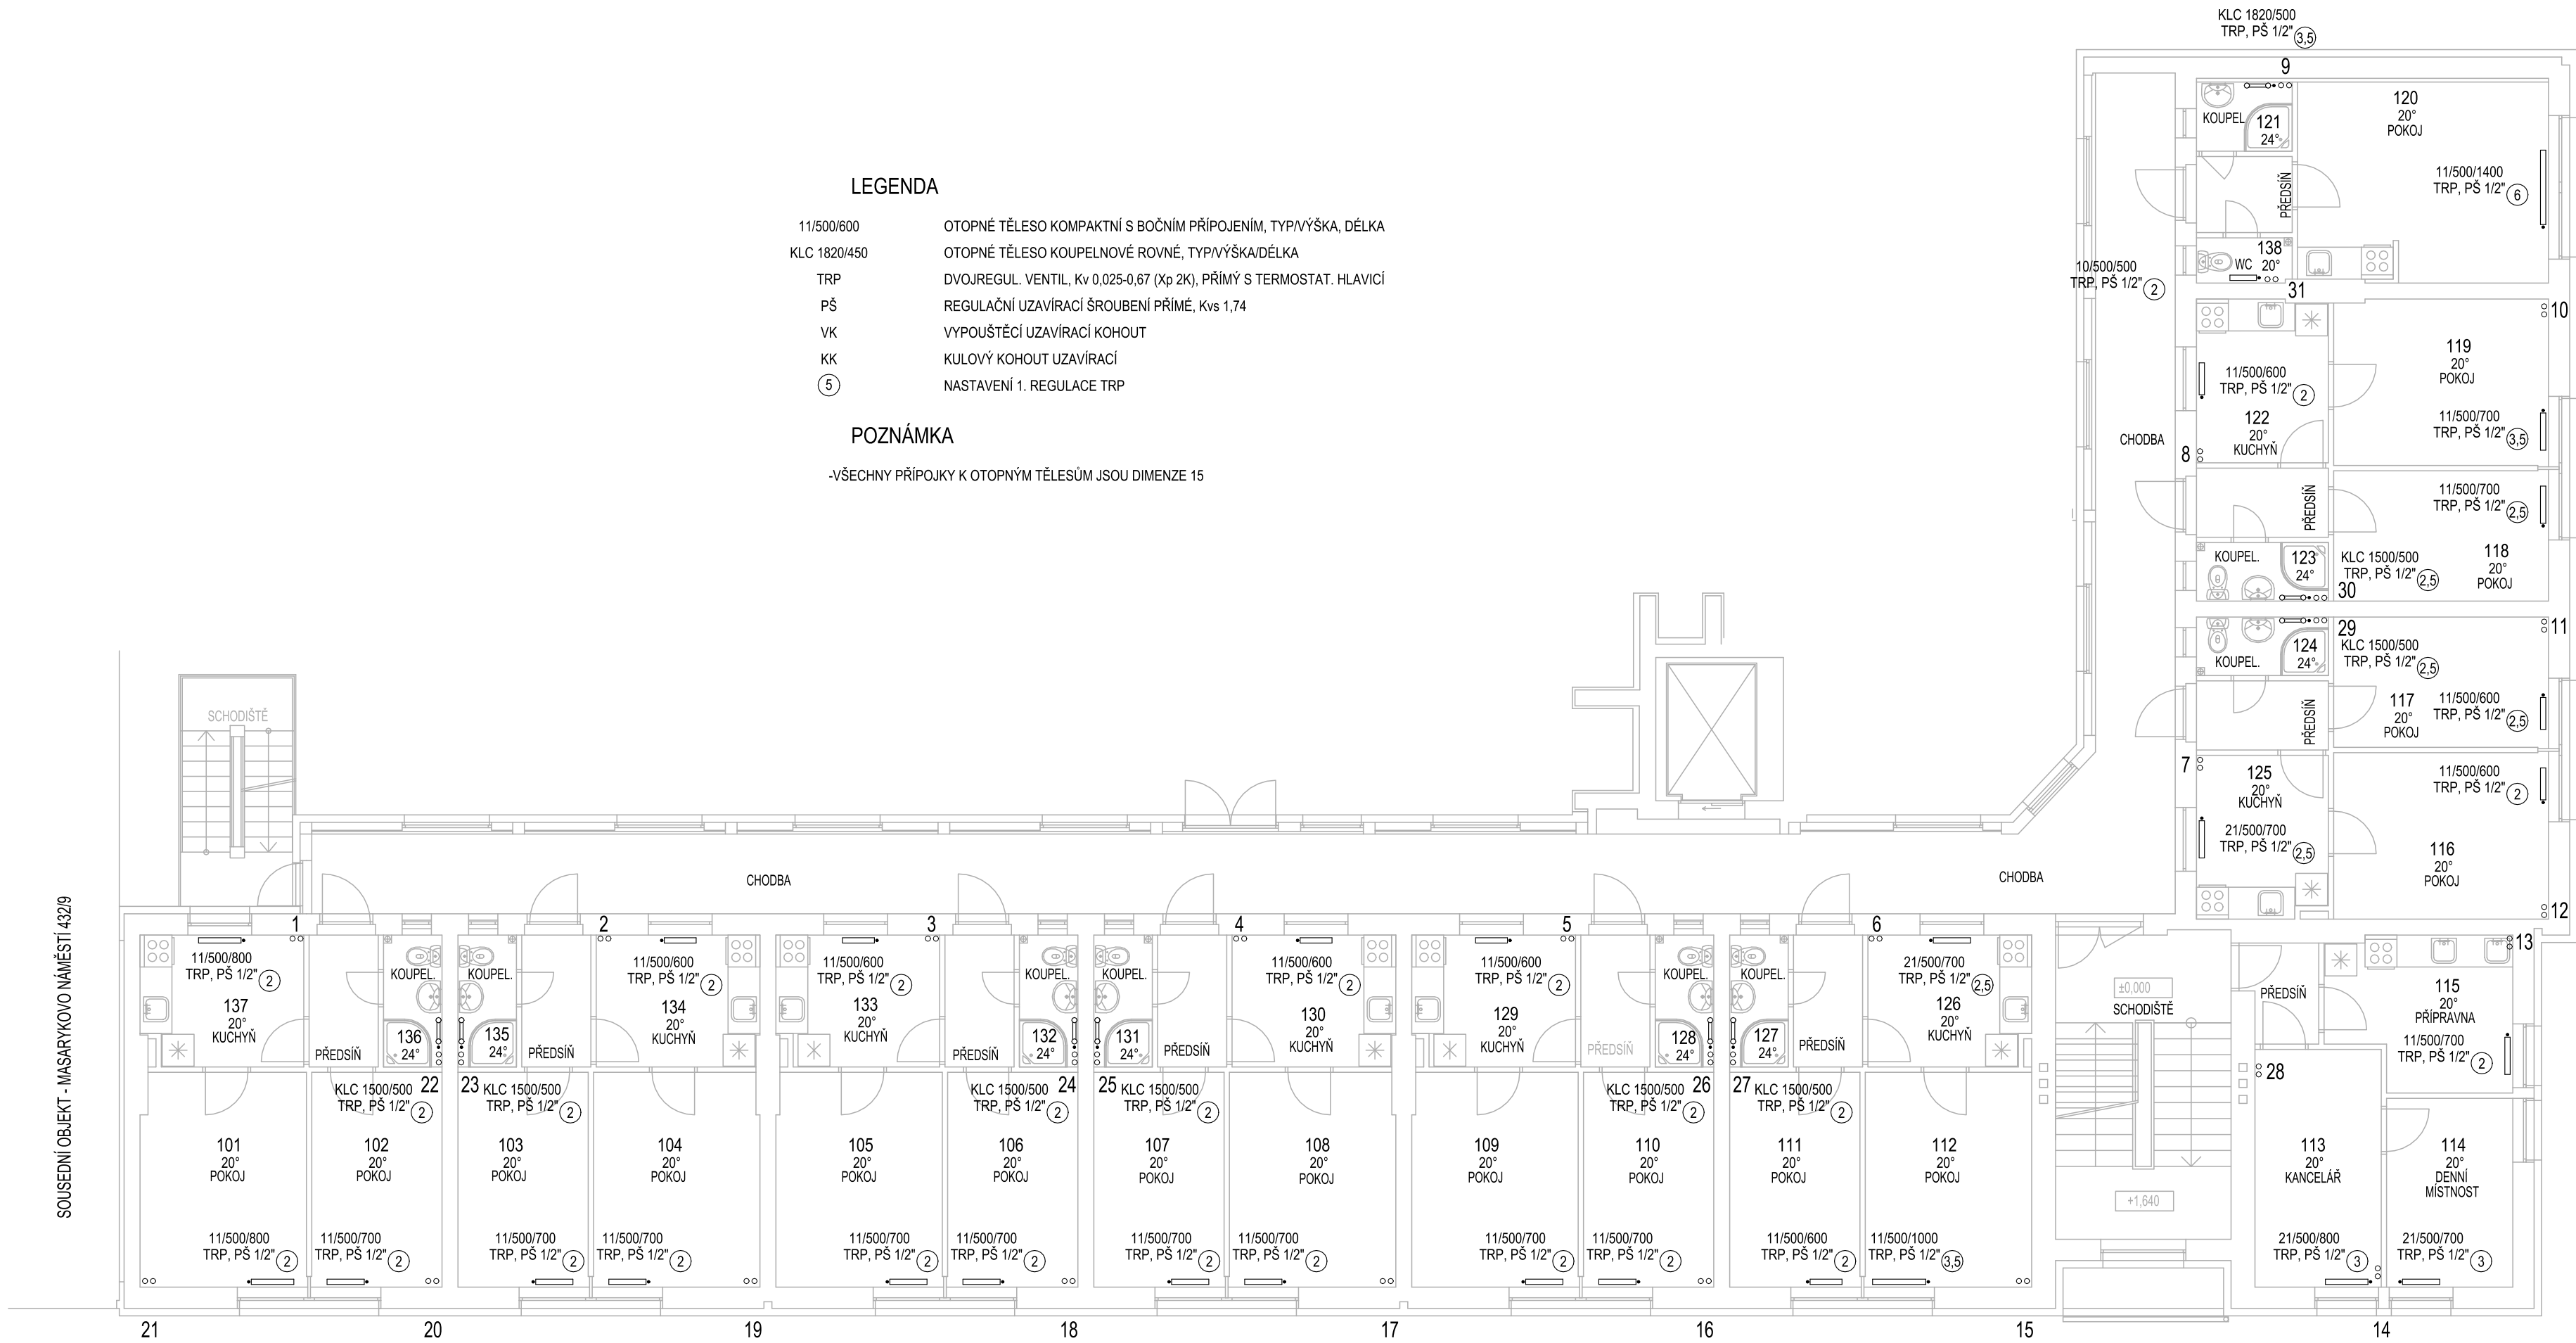 KLC 1820/500
TRP, PŠ 1/2" 3,5
9
120
20°
POKOJ
KOUPEL
121
24°
11/500/1400
TRP, PŠ 1/2" 6
PŘEDSÍŇ
138
WC 20°
10/500/500
TRP, PŠ 1/2" 2
31
LEGENDA
11/500/600 OTOPNÉ TĚLESO KOMPAKTNÍ S BOČNÍM PŘÍPOJENÍM, TYP/VÝŠKA, DÉLKA
KLC 1820/450 OTOPNÉ TĚLESO KOUPELNOVÉ ROVNÉ, TYP/VÝŠKA/DÉLKA
TRP DVOJREGUL. VENTIL, Kv 0,025-0,67 (Xp 2K), PŘÍMÝ S TERMOSTAT. HLAVICÍ
PŠ REGULAČNÍ UZAVÍRACÍ ŠROUBENÍ PŘÍMÉ, Kvs 1,74
VK VYPOUŠTĚCÍ UZAVÍRACÍ KOHOUT
KK KULOVÝ KOHOUT UZAVÍRACÍ
5 NASTAVENÍ 1. REGULACE TRP
POZNÁMKA
-VŠECHNY PŘÍPOJKY K OTOPNÝM TĚLESŮM JSOU DIMENZE 15
10
119
20°
POKOJ
11/500/600
TRP, PŠ 1/2" 2
122
20°
KUCHYŇ
11/500/700
TRP, PŠ 1/2" 3,5
CHODBA
8
PŘEDSÍŇ
11/500/700
TRP, PŠ 1/2" 2,5
KOUPEL.
123
24°
KLC 1500/500
TRP, PŠ 1/2" 2,5
118
20°
POKOJ
30
29
11
KOUPEL.
124
24°
KLC 1500/500
TRP, PŠ 1/2" 2,5
117
20°
POKOJ
11/500/600
TRP, PŠ 1/2" 2,5
PŘEDSÍŇ
7
125
20°
KUCHYŇ
11/500/600
TRP, PŠ 1/2" 2
21/500/700
TRP, PŠ 1/2" 2,5
116
20°
POKOJ
12
SCHODIŠTĚ
CHODBA
CHODBA
SOUSEDNÍ OBJEKT - MASARYKOVO NÁMĚSTÍ 432/9
1
2
3
4
5
6
13
11/500/800
TRP, PŠ 1/2" 2
137
20°
KUCHYŇ
PŘEDSÍŇ
KOUPEL.
136
24°
KOUPEL.
135
24°
PŘEDSÍŇ
11/500/600
TRP, PŠ 1/2" 2
134
20°
KUCHYŇ
11/500/600
TRP, PŠ 1/2" 2
133
20°
KUCHYŇ
PŘEDSÍŇ
KOUPEL.
132
24°
KOUPEL.
131
24°
PŘEDSÍŇ
11/500/600
TRP, PŠ 1/2" 2
130
20°
KUCHYŇ
11/500/600
TRP, PŠ 1/2" 2
129
20°
KUCHYŇ
PŘEDSÍŇ
KOUPEL.
128
24°
KOUPEL.
127
24°
PŘEDSÍŇ
21/500/700
TRP, PŠ 1/2" 2,5
126
20°
KUCHYŇ
±0,000
SCHODIŠTĚ
PŘEDSÍŇ
115
20°
PŘÍPRAVNA
11/500/700
TRP, PŠ 1/2" 2
28
KLC 1500/500
TRP, PŠ 1/2" 2
22
23
KLC 1500/500
TRP, PŠ 1/2" 2
KLC 1500/500
TRP, PŠ 1/2" 2
24
25
KLC 1500/500
TRP, PŠ 1/2" 2
KLC 1500/500
TRP, PŠ 1/2" 2
26
27
KLC 1500/500
TRP, PŠ 1/2" 2
101
20°
POKOJ
102
20°
POKOJ
103
20°
POKOJ
104
20°
POKOJ
105
20°
POKOJ
106
20°
POKOJ
107
20°
POKOJ
108
20°
POKOJ
109
20°
POKOJ
110
20°
POKOJ
111
20°
POKOJ
112
20°
POKOJ
+1,640
113
20°
KANCELÁŘ
114
20°
DENNÍ
MÍSTNOST
11/500/800
TRP, PŠ 1/2" 2
11/500/700
TRP, PŠ 1/2" 2
11/500/700
TRP, PŠ 1/2" 2
11/500/700
TRP, PŠ 1/2" 2
11/500/700
TRP, PŠ 1/2" 2
11/500/700
TRP, PŠ 1/2" 2
11/500/700
TRP, PŠ 1/2" 2
11/500/700
TRP, PŠ 1/2" 2
11/500/700
TRP, PŠ 1/2" 2
11/500/700
TRP, PŠ 1/2" 2
11/500/600
TRP, PŠ 1/2" 2
11/500/1000
TRP, PŠ 1/2" 3,5
21/500/800
TRP, PŠ 1/2" 3
21/500/700
TRP, PŠ 1/2" 3
21
20
19
18
17
16
15
14